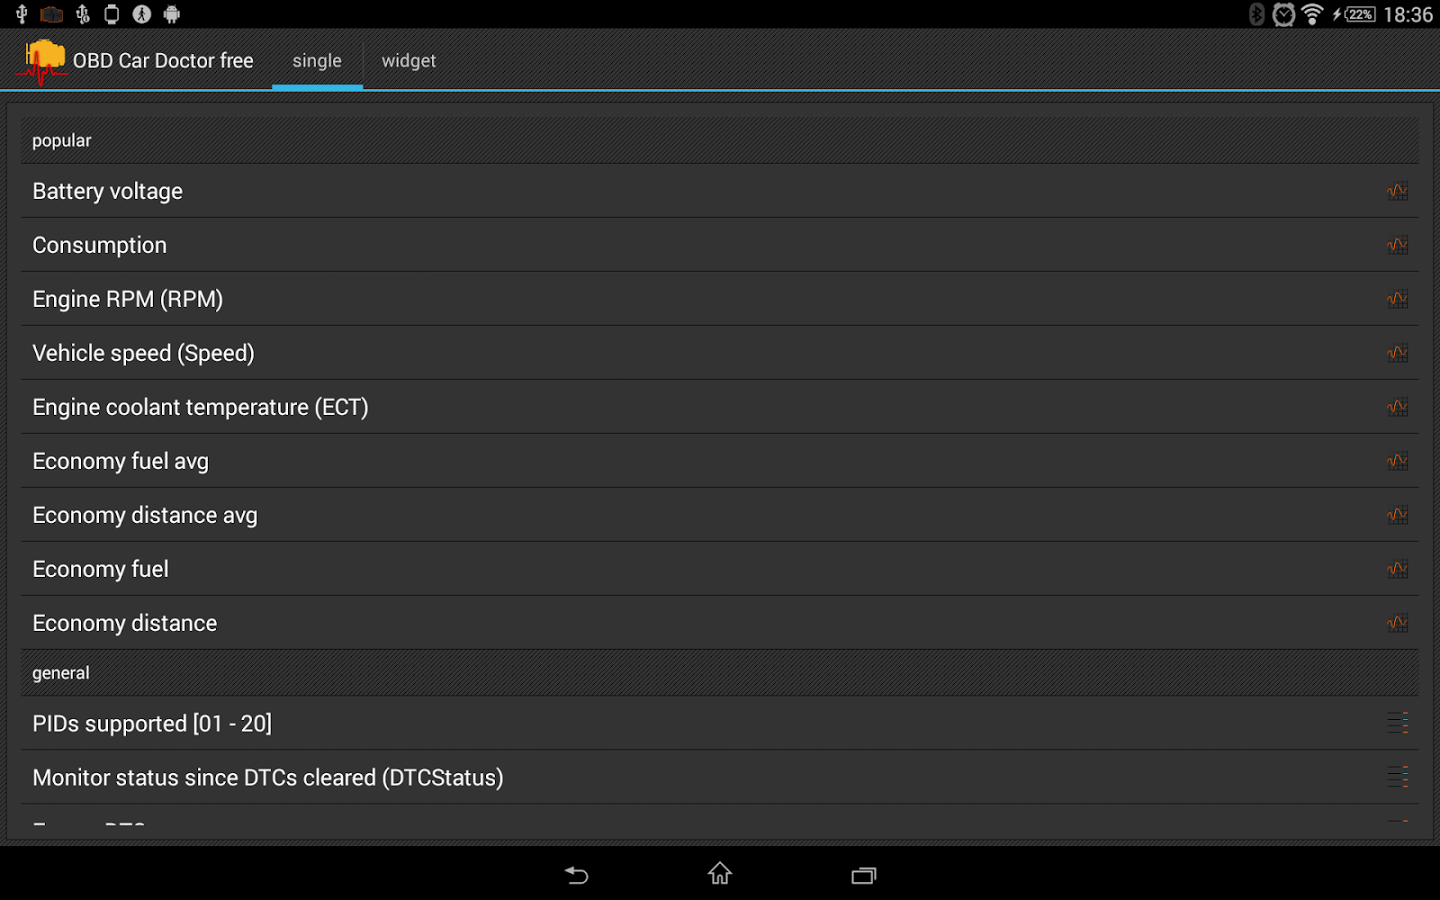 22% 18:36
OBD Car Doctor free single widget
popular
Battery voltage
Consumption
Engine RPM (RPM)
Vehicle speed (Speed)
Engine coolant temperature (ECT)
Economy fuel avg
Economy distance avg
Economy fuel
Economy distance
general
PIDs supported [01 - 20]
Monitor status since DTCs cleared (DTCStatus)